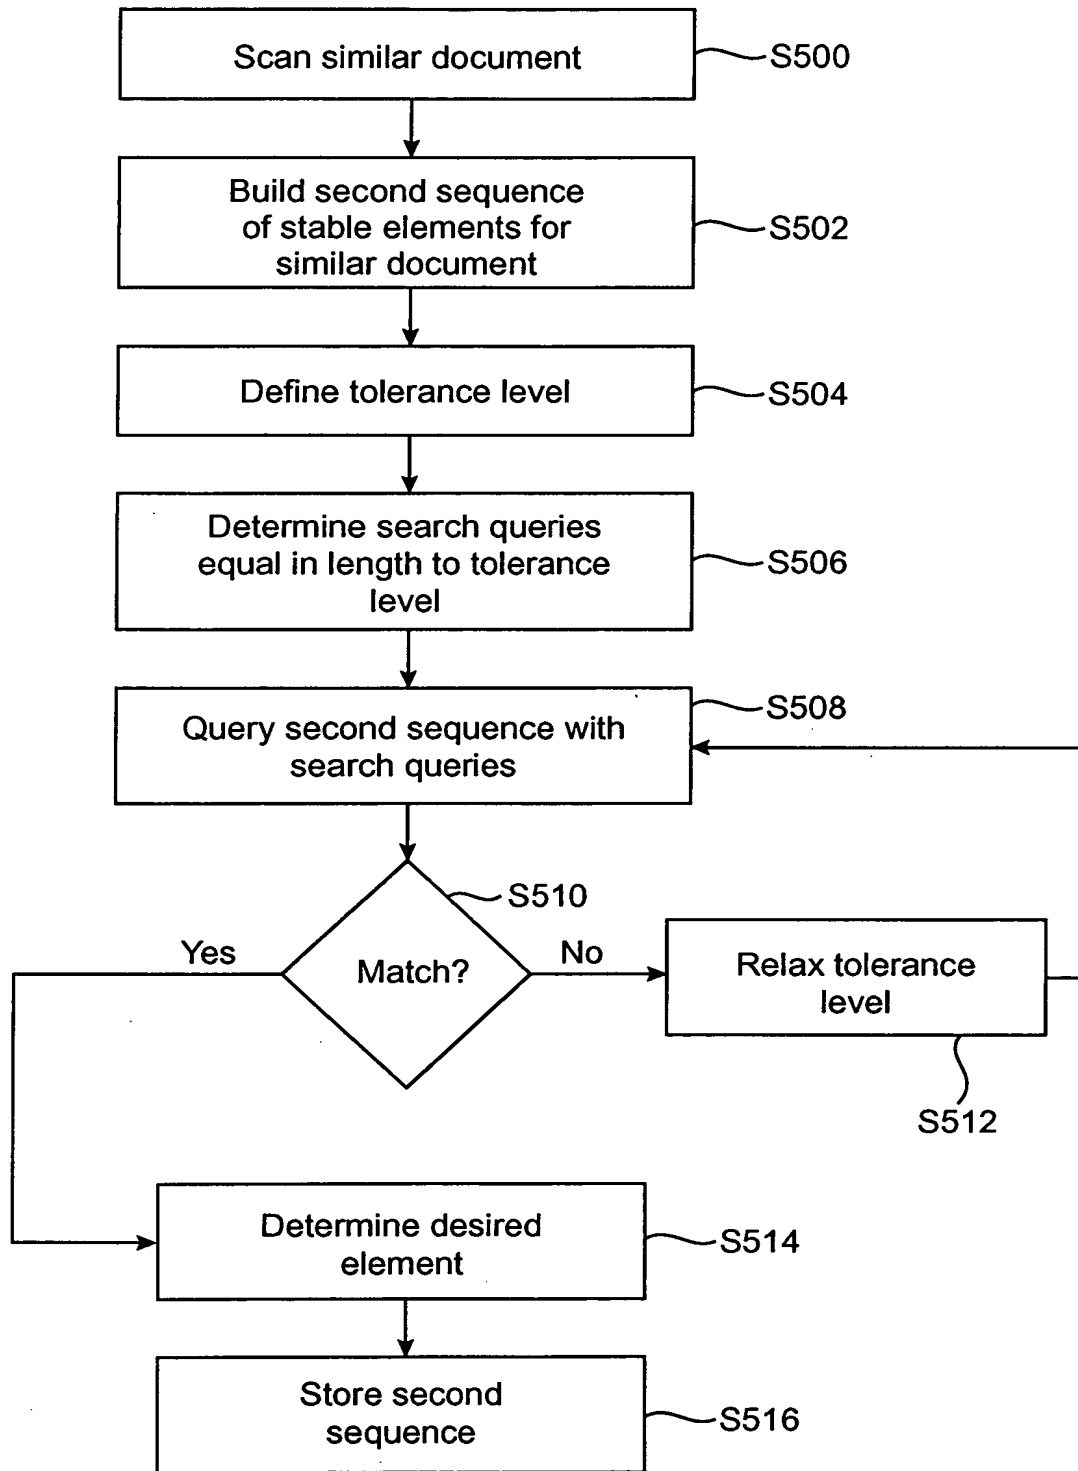 Scan similar document
S500
Build second sequence
of stable elements for
similar document
S502
Define tolerance level
S504
Determine search queries
equal in length to tolerance
level
S506
Query second sequence with
search queries
S508
Match?
S510
Yes
No
Relax tolerance
level
S512
Determine desired
element
S514
Store second
sequence
S516